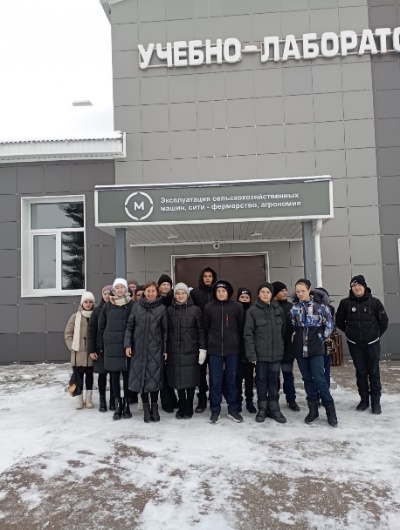 УЧЕБНО-ЛАБОРАТО
М
Эксплуатация сельскохозяйственных
машин, сити - фермерство, агрономия